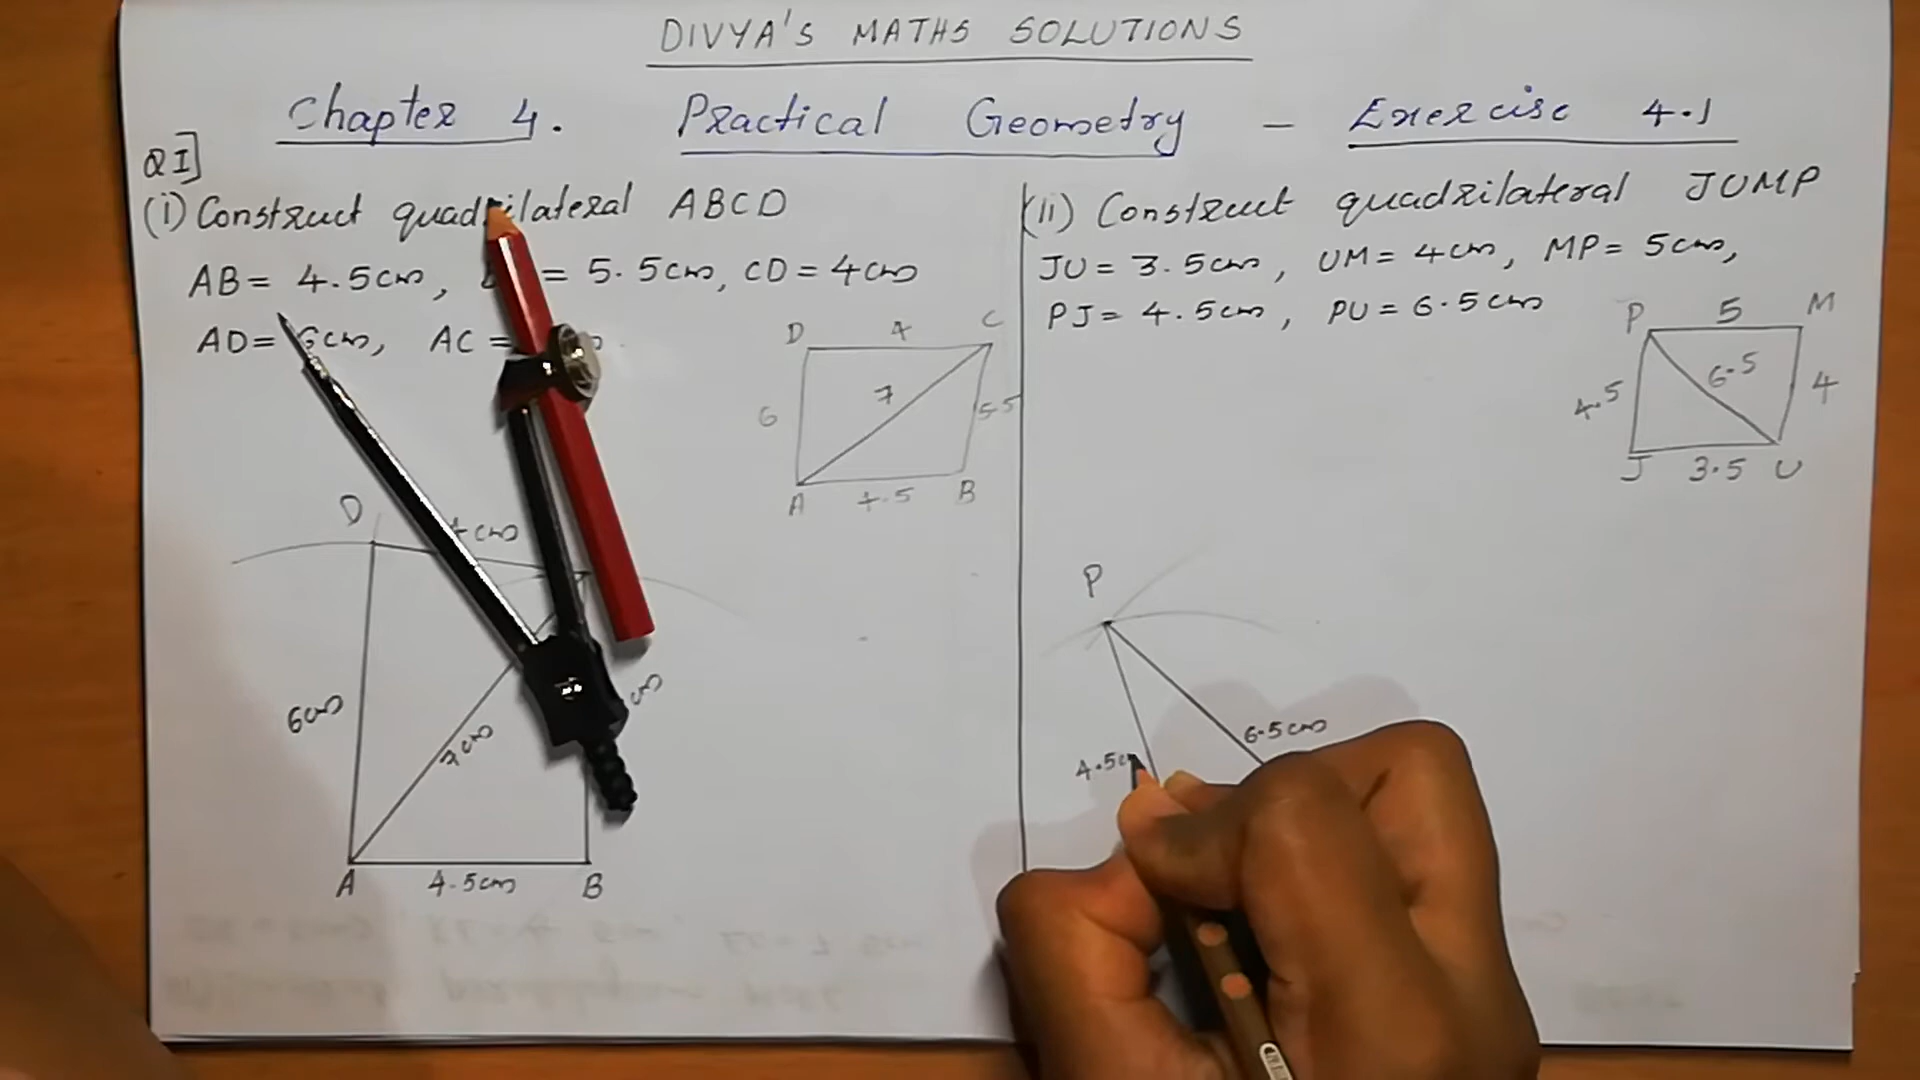 DIVYA'S MATHS SOLUTIONS
Chapter 4. Practical Geometry - Exercise 4.1
Q1]
(i) Construct quadrilateral ABCD
AB = 4.5cm, = 5.5cm, CD = 4cm
AD = 6cm, AC =
D 4 C
6 7 5.5
A 4.5 B
D 4cm
6cm 7cm cm
A 4.5cm B
(ii) Construct quadrilateral JUMP
JU = 3.5cm, UM = 4cm, MP = 5cm,
PJ = 4.5cm, PU = 6.5cm
P 5 M
4.5 6.5 4
J 3.5 U
P
6.5cm
4.5c